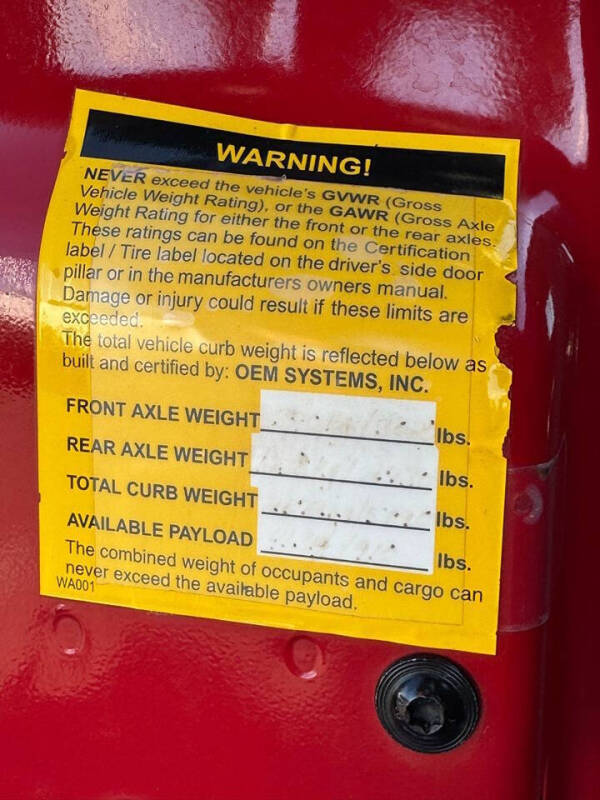 WARNING!
NEVER exceed the vehicle's GVWR (Gross
Vehicle Weight Rating), or the GAWR (Gross Axle
Weight Rating for either the front or the rear axles.
These ratings can be found on the Certification
label / Tire label located on the driver's side door
pillar or in the manufacturers owners manual.
Damage or injury could result if these limits are
exceeded.
The total vehicle curb weight is reflected below as
built and certified by: OEM SYSTEMS, INC.
FRONT AXLE WEIGHT lbs.
REAR AXLE WEIGHT lbs.
TOTAL CURB WEIGHT lbs.
AVAILABLE PAYLOAD lbs.
The combined weight of occupants and cargo can
never exceed the available payload.
WA001